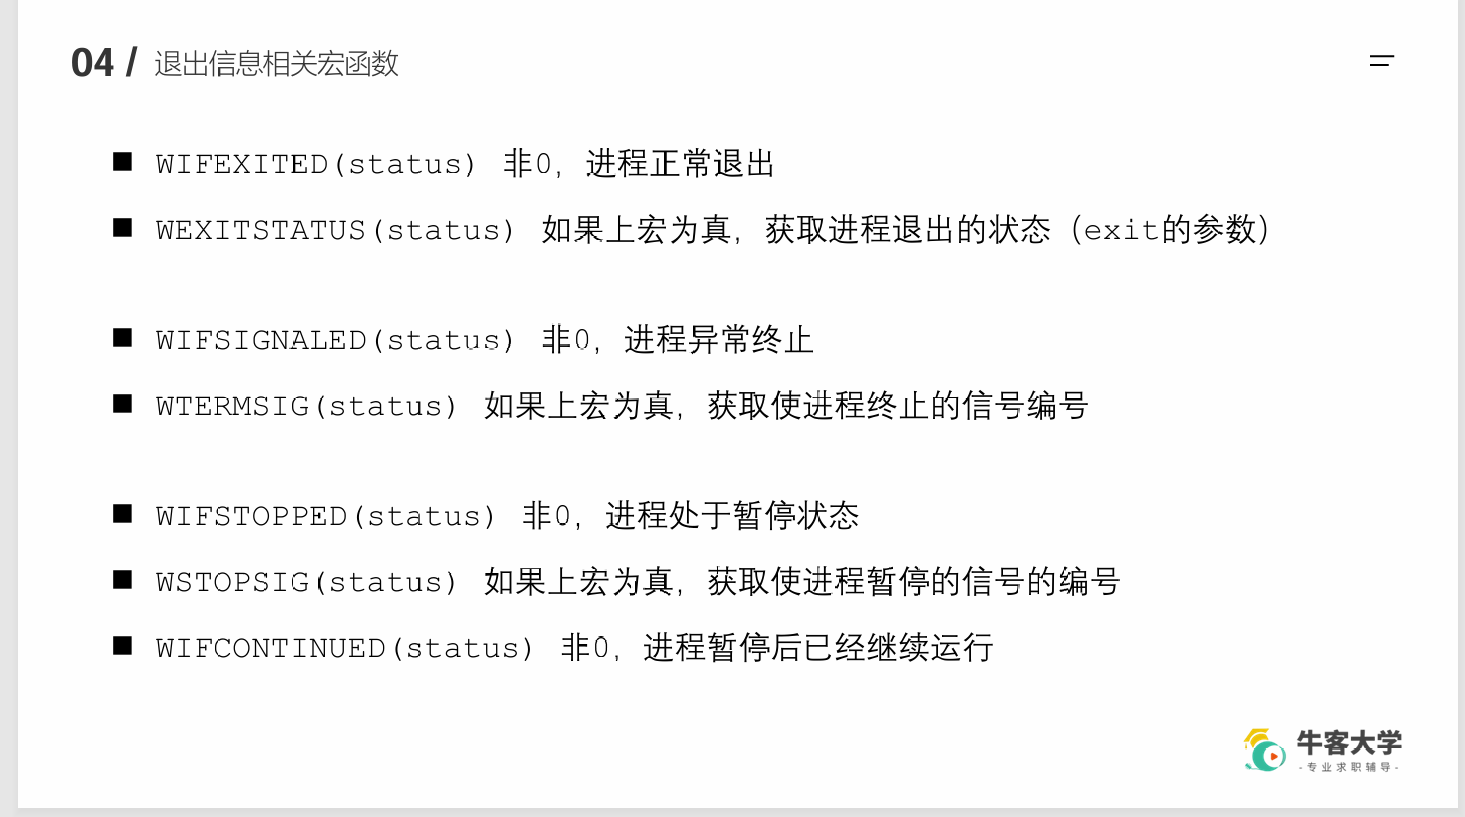 04 / 退出信息相关宏函数
■ WIFEXITED(status) 非0，进程正常退出
■ WEXITSTATUS(status) 如果上宏为真，获取进程退出的状态（exit的参数）
■ WIFSIGNALED(status) 非0，进程异常终止
■ WTERMSIG(status) 如果上宏为真，获取使进程终止的信号编号
■ WIFSTOPPED(status) 非0，进程处于暂停状态
■ WSTOPSIG(status) 如果上宏为真，获取使进程暂停的信号的编号
■ WIFCONTINUED(status) 非0，进程暂停后已经继续运行
牛客大学
-专业求职辅导-